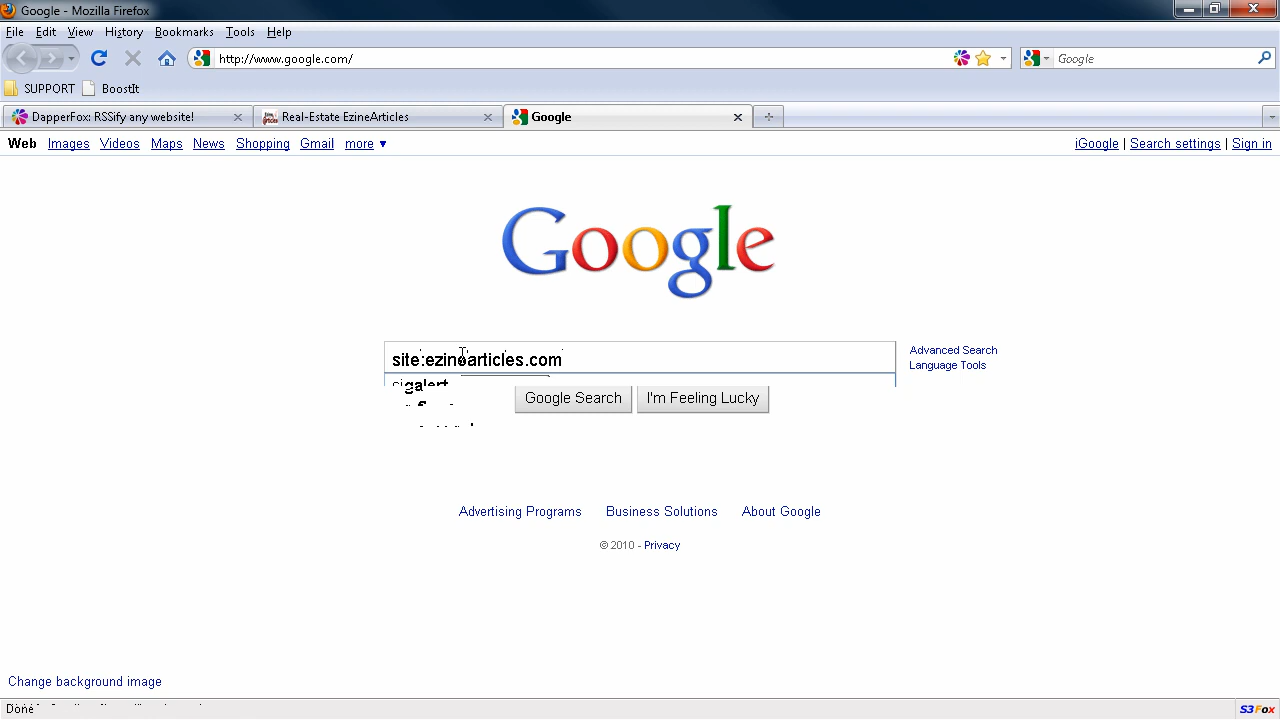 Google - Mozilla Firefox
File Edit View History Bookmarks Tools Help
http://www.google.com/ Google
SUPPORT BoostIt
DapperFox: RSSify any website! Real-Estate EzineArticles Google
Web Images Videos Maps News Shopping Gmail more ▼ iGoogle | Search settings | Sign in
Google
site:ezinearticles.com
Advanced Search
Language Tools
sigalert
Google Search I'm Feeling Lucky
Advertising Programs Business Solutions About Google
© 2010 - Privacy
Change background image
Done S3Fox